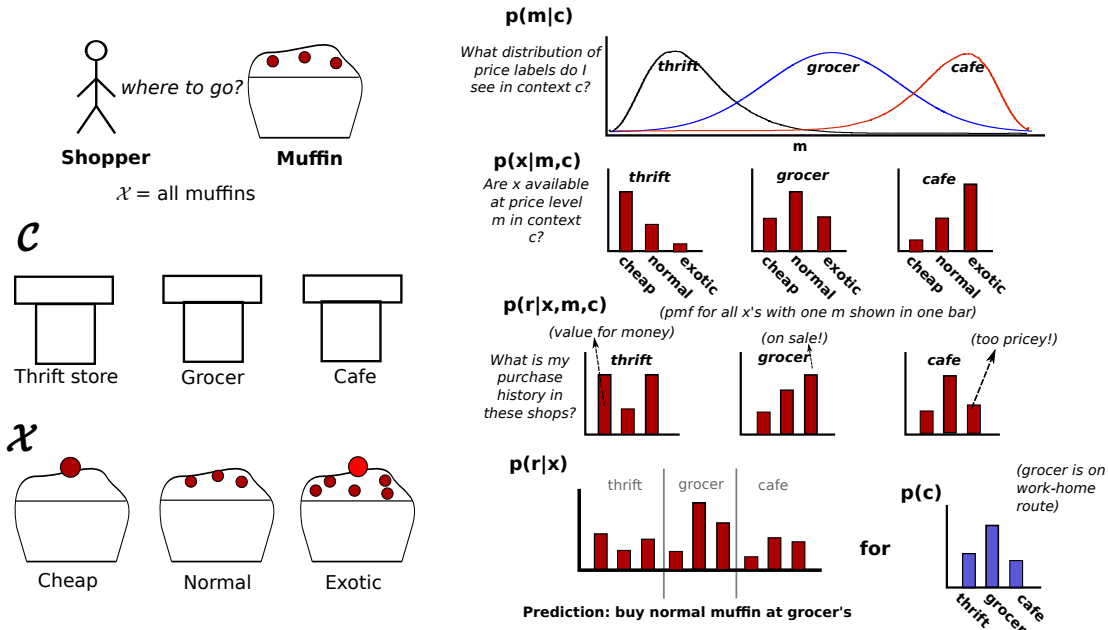 where to go?
Shopper
Muffin
𝒳 = all muffins
𝒞
Thrift store
Grocer
Cafe
𝒳
Cheap
Normal
Exotic
p(m|c)
What distribution of
price labels do I
see in context c?
thrift
grocer
cafe
m
p(x|m,c)
Are x available
at price level
m in context
c?
thrift
grocer
cafe
cheap
normal
exotic
cheap
normal
exotic
cheap
normal
exotic
p(r|x,m,c)
(pmf for all x's with one m shown in one bar)
(value for money)
(on sale!)
(too pricey!)
What is my
purchase
history in
these shops?
thrift
grocer
cafe
p(r|x)
thrift
grocer
cafe
for
p(c)
(grocer is on
work-home
route)
thrift
grocer
cafe
Prediction: buy normal muffin at grocer's